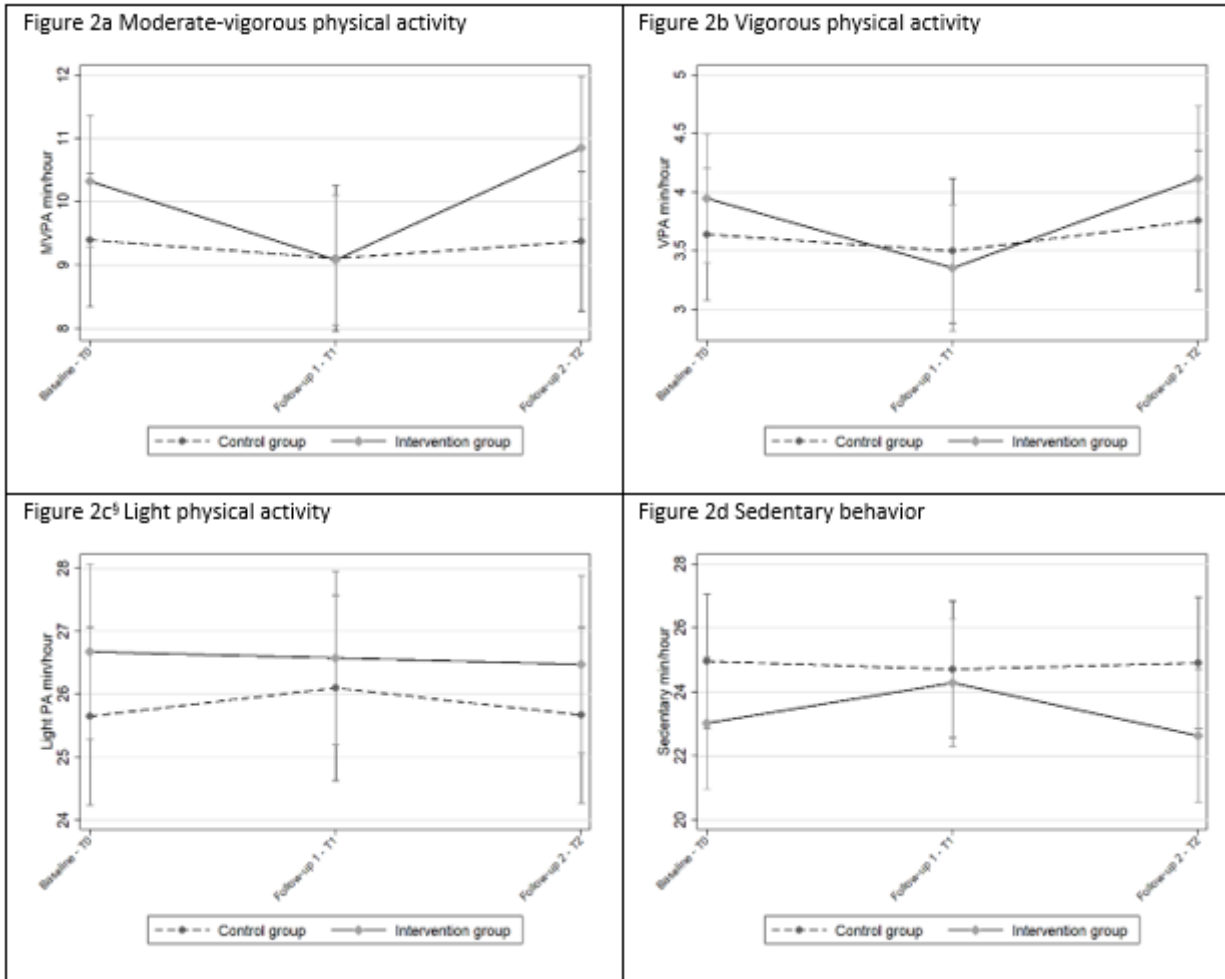 Figure 2a Moderate-vigorous physical activity
MVPA min/hour
12
11
10
9
8
Baseline - T0
Follow-up 1 - T1
Follow-up 2 - T2
Control group
Intervention group
Figure 2b Vigorous physical activity
VPA min/hour
5
4.5
4
3.5
3
Baseline - T0
Follow-up 1 - T1
Follow-up 2 - T2
Control group
Intervention group
Figure 2c§ Light physical activity
Light PA min/hour
28
27
26
25
24
Baseline - T0
Follow-up 1 - T1
Follow-up 2 - T2
Control group
Intervention group
Figure 2d Sedentary behavior
Sedentary min/hour
28
26
24
22
20
Baseline - T0
Follow-up 1 - T1
Follow-up 2 - T2
Control group
Intervention group